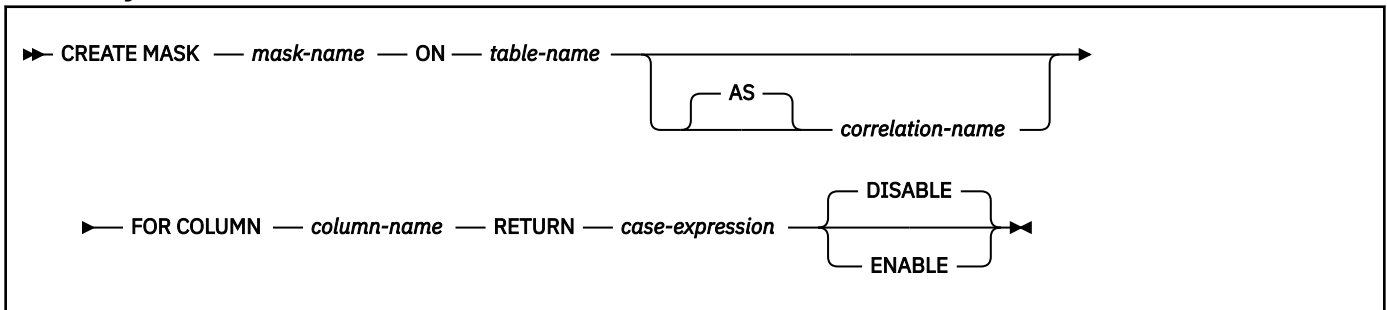 CREATE MASK mask-name ON table-name
AS
correlation-name
DISABLE
FOR COLUMN column-name RETURN case-expression
ENABLE